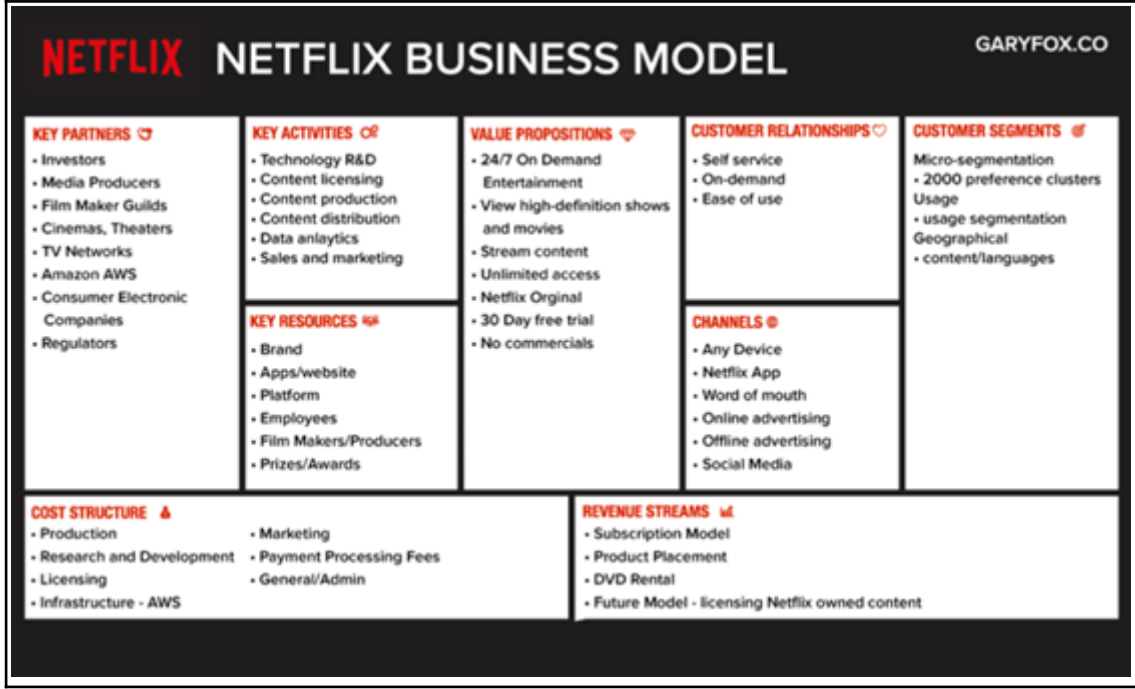 NETFLIX NETFLIX BUSINESS MODEL
GARYFOX.CO
KEY PARTNERS
• Investors
• Media Producers
• Film Maker Guilds
• Cinemas, Theaters
• TV Networks
• Amazon AWS
• Consumer Electronic
Companies
• Regulators
KEY ACTIVITIES
• Technology R&D
• Content licensing
• Content production
• Content distribution
• Data anlaytics
• Sales and marketing
KEY RESOURCES
• Brand
• Apps/website
• Platform
• Employees
• Film Makers/Producers
• Prizes/Awards
VALUE PROPOSITIONS
• 24/7 On Demand
Entertainment
• View high-definition shows
and movies
• Stream content
• Unlimited access
• Netflix Orginal
• 30 Day free trial
• No commercials
CUSTOMER RELATIONSHIPS
• Self service
• On-demand
• Ease of use
CHANNELS
• Any Device
• Netflix App
• Word of mouth
• Online advertising
• Offline advertising
• Social Media
CUSTOMER SEGMENTS
Micro-segmentation
• 2000 preference clusters
Usage
• usage segmentation
Geographical
• content/languages
COST STRUCTURE
• Production
• Research and Development
• Licensing
• Infrastructure - AWS
• Marketing
• Payment Processing Fees
• General/Admin
REVENUE STREAMS
• Subscription Model
• Product Placement
• DVD Rental
• Future Model - licensing Netflix owned content